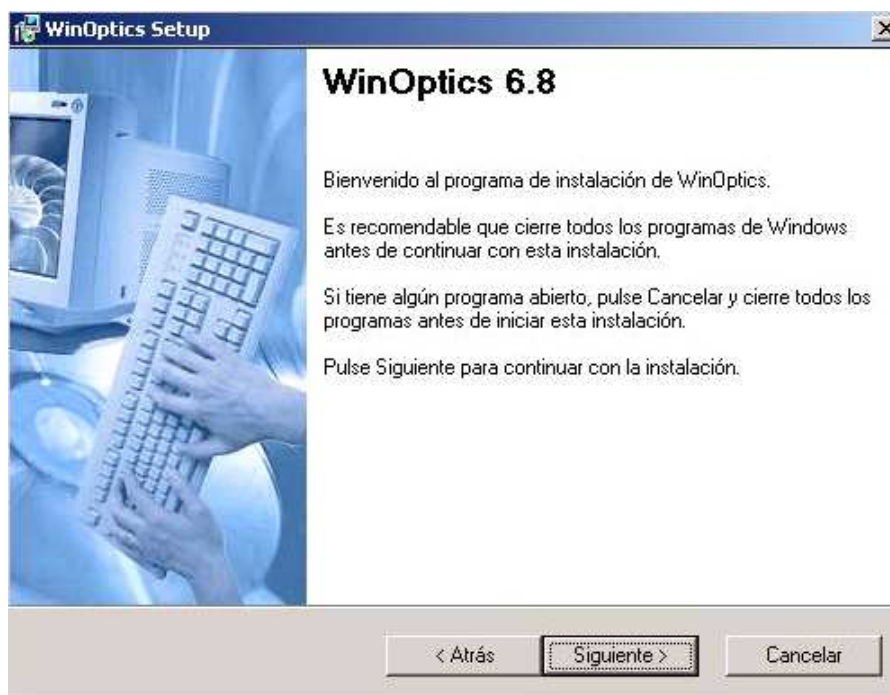 WinOptics Setup
WinOptics 6.8
Bienvenido al programa de instalación de WinOptics.
Es recomendable que cierre todos los programas de Windows
antes de continuar con esta instalación.
Si tiene algún programa abierto, pulse Cancelar y cierre todos los
programas antes de iniciar esta instalación.
Pulse Siguiente para continuar con la instalación.
< Atrás
Siguiente >
Cancelar